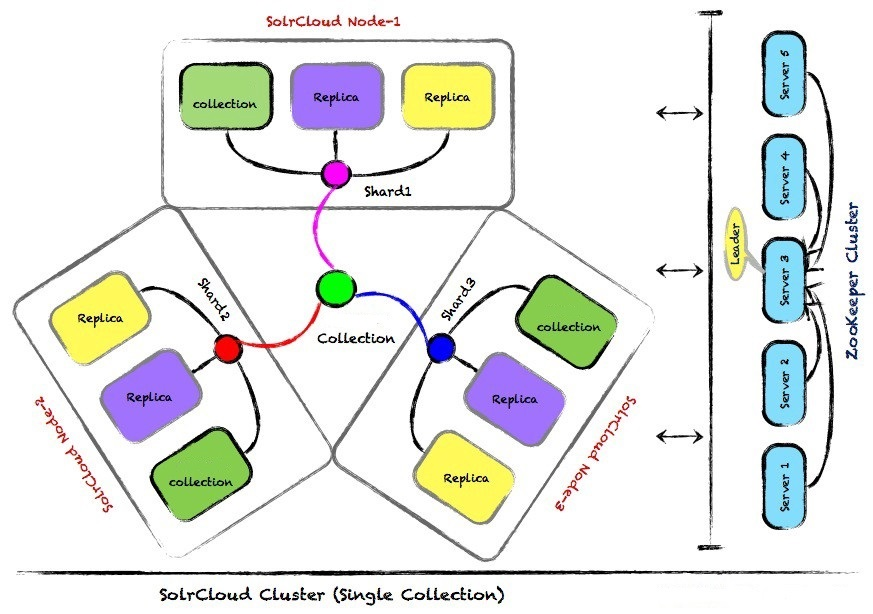 SolrCloud Node-1
collection
Replica
Replica
Shard1
Shard2
Replica
Replica
collection
SolrCloud Node-2
Collection
Shard3
collection
Replica
Replica
SolrCloud Node-3
Server 5
Server 4
Leader
Server 3
Server 2
Server 1
ZooKeeper Cluster
SolrCloud Cluster (Single Collection)